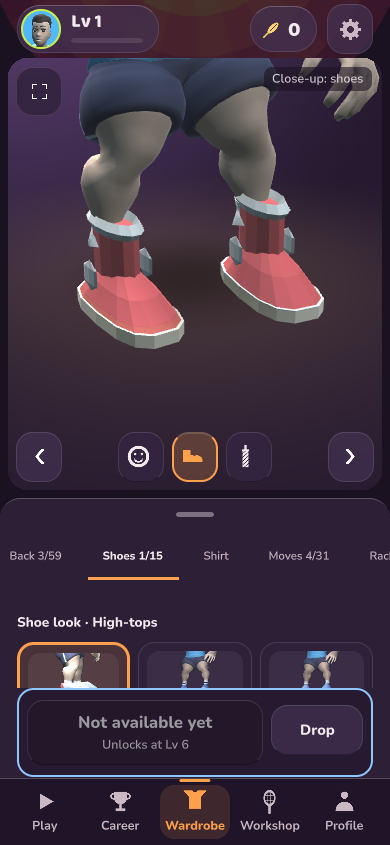 Lv 1
0
Close-up: shoes
Back 3/59
Shoes 1/15
Shirt
Moves 4/31
Shoe look · High-tops
Not available yet
Unlocks at Lv 6
Drop
Play
Career
Wardrobe
Workshop
Profile